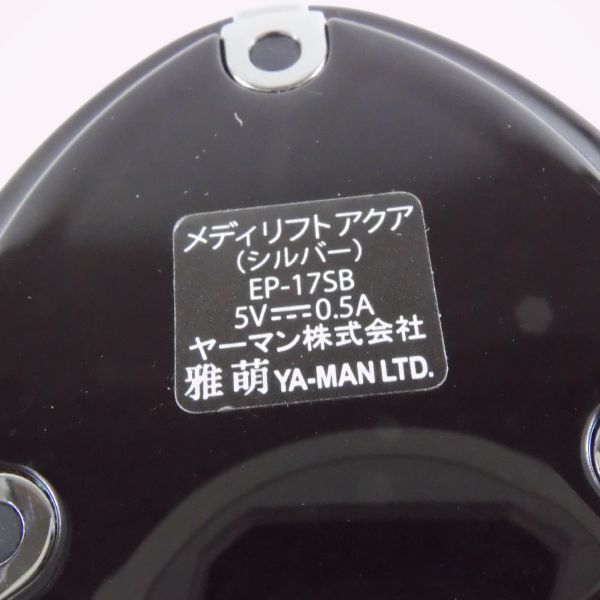 メディリフト アクア
(シルバー)
EP-17SB
5V⎓0.5A
ヤーマン株式会社
雅萌 YA-MAN LTD.